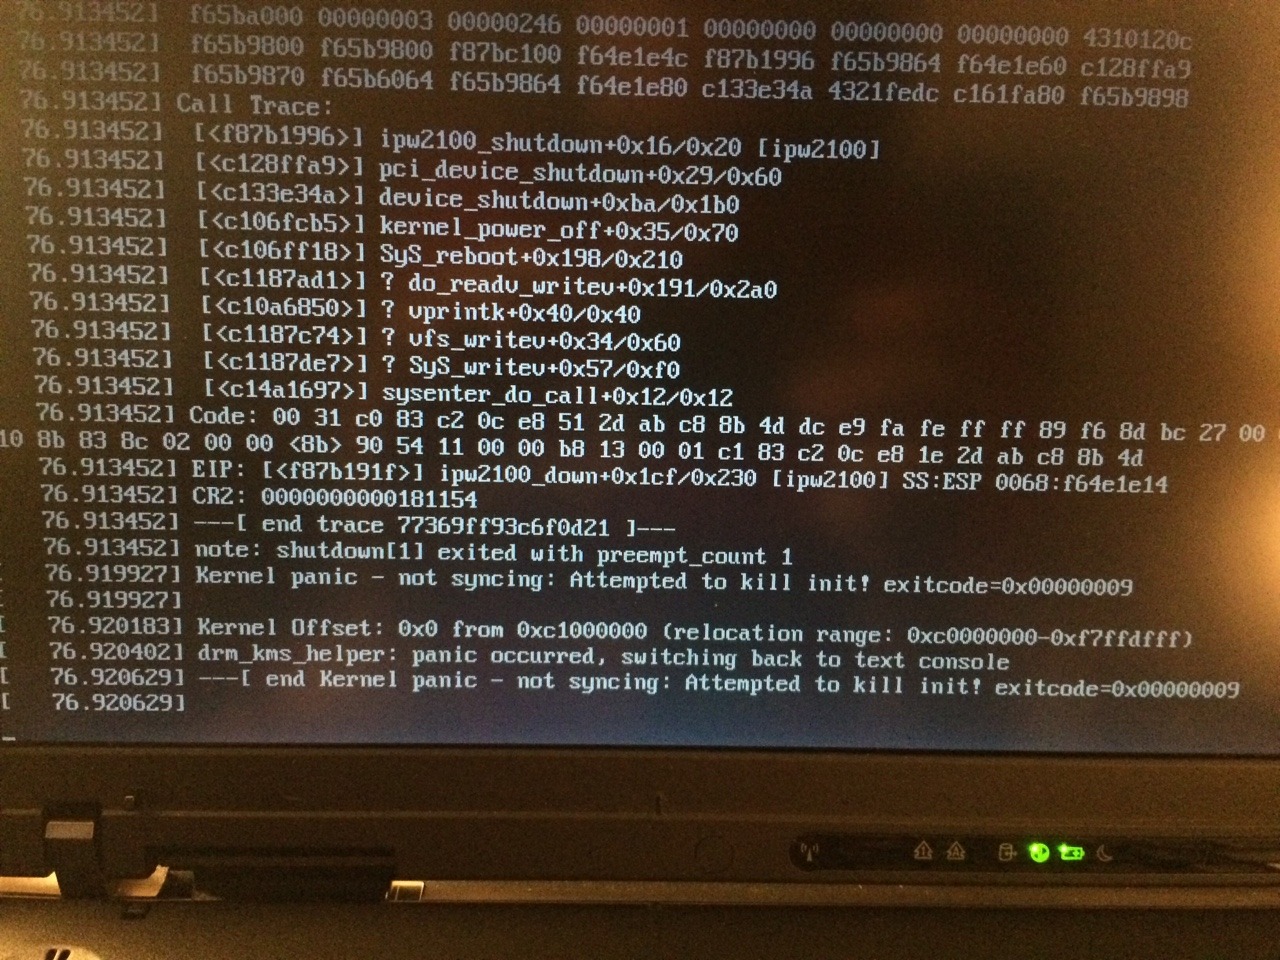 76.913452]  f65ba000 00000003 00000246 00000001 00000000 00000000 00000000 4310120c
76.913452]  f65b9800 f65b9800 f87bc100 f64e1e4c f87b1996 f65b9864 f64e1e60 c128ffa9
76.913452]  f65b9870 f65b6064 f65b9864 f64e1e80 c133e34a 4321fedc c161fa80 f65b9898
76.913452] Call Trace:
76.913452]  [<f87b1996>] ipw2100_shutdown+0x16/0x20 [ipw2100]
76.913452]  [<c128ffa9>] pci_device_shutdown+0x29/0x60
76.913452]  [<c133e34a>] device_shutdown+0xba/0x1b0
76.913452]  [<c106fcb5>] kernel_power_off+0x35/0x70
76.913452]  [<c106ff18>] SyS_reboot+0x198/0x210
76.913452]  [<c1187ad1>] ? do_readv_writev+0x191/0x2a0
76.913452]  [<c10a6850>] ? vprintk+0x40/0x40
76.913452]  [<c1187c74>] ? vfs_writev+0x34/0x60
76.913452]  [<c1187de7>] ? SyS_writev+0x57/0xf0
76.913452]  [<c14a1697>] sysenter_do_call+0x12/0x12
76.913452] Code: 00 31 c0 83 c2 0c e8 51 2d ab c8 8b 4d dc e9 fa fe ff ff 89 f6 8d bc 27 00
10 8b 83 8c 02 00 00 <8b> 90 54 11 00 00 b8 13 00 01 c1 83 c2 0c e8 1e 2d ab c8 8b 4d
76.913452] EIP: [<f87b191f>] ipw2100_down+0x1cf/0x230 [ipw2100] SS:ESP 0068:f64e1e14
76.913452] CR2: 0000000000181154
76.913452] ---[ end trace 77369ff93c6f0d21 ]---
76.913452] note: shutdown[1] exited with preempt_count 1
[   76.919927] Kernel panic - not syncing: Attempted to kill init! exitcode=0x00000009
[   76.919927]
[   76.920183] Kernel Offset: 0x0 from 0xc1000000 (relocation range: 0xc0000000-0xf7ffdfff)
[   76.920402] drm_kms_helper: panic occurred, switching back to text console
[   76.920629] ---[ end Kernel panic - not syncing: Attempted to kill init! exitcode=0x00000009
[   76.920629]